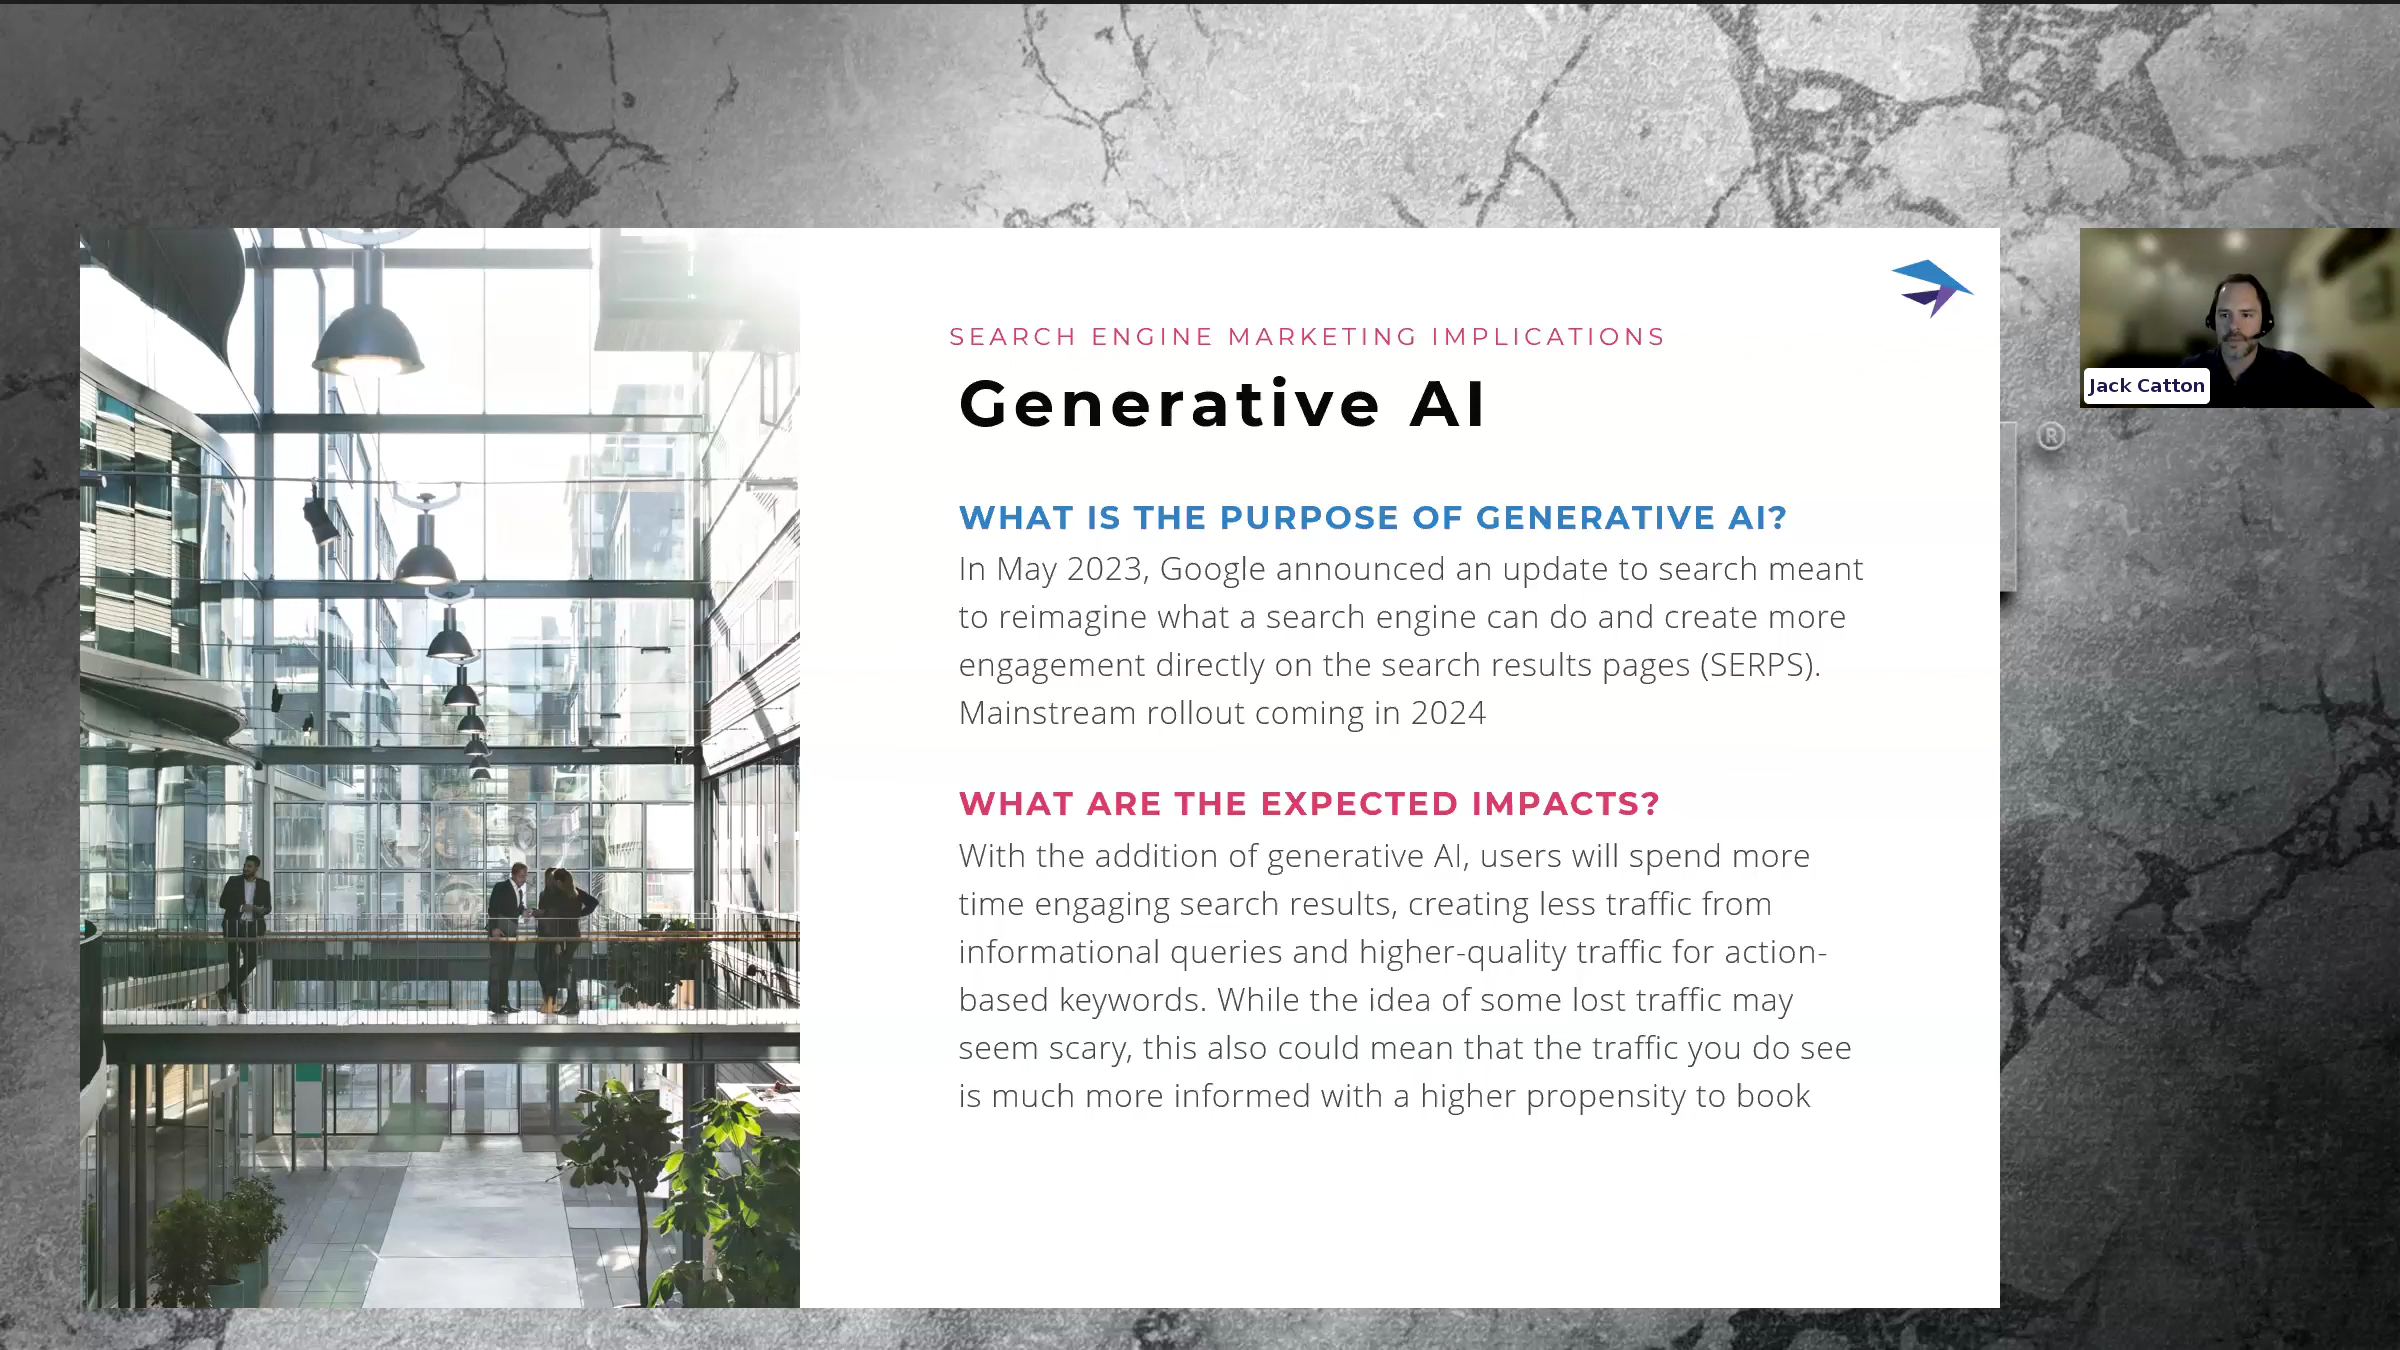 SEARCH ENGINE MARKETING IMPLICATIONS
Generative AI
WHAT IS THE PURPOSE OF GENERATIVE AI?
In May 2023, Google announced an update to search meant
to reimagine what a search engine can do and create more
engagement directly on the search results pages (SERPS).
Mainstream rollout coming in 2024
WHAT ARE THE EXPECTED IMPACTS?
With the addition of generative AI, users will spend more
time engaging search results, creating less traffic from
informational queries and higher-quality traffic for action-
based keywords. While the idea of some lost traffic may
seem scary, this also could mean that the traffic you do see
is much more informed with a higher propensity to book
Jack Catton
®